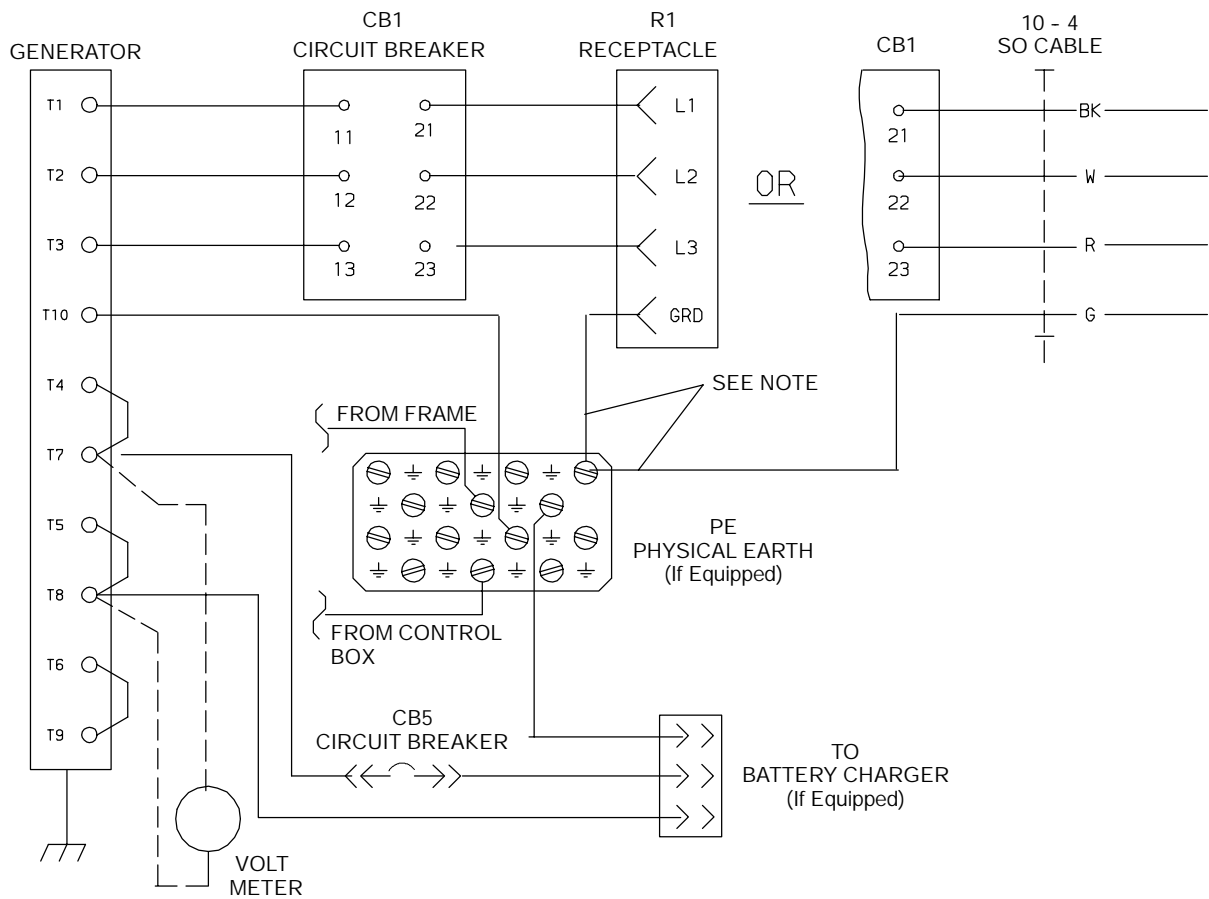 GENERATOR
T1
T2
T3
T10
T4
T7
T5
T8
T6
T9
CB1
CIRCUIT BREAKER
11
21
12
22
13
23
R1
RECEPTACLE
L1
L2
L3
GRD
OR
CB1
21
22
23
10 - 4
SO CABLE
BK
W
R
G
SEE NOTE
FROM FRAME
PE
PHYSICAL EARTH
(If Equipped)
FROM CONTROL
BOX
CB5
CIRCUIT BREAKER
TO
BATTERY CHARGER
(If Equipped)
VOLT
METER